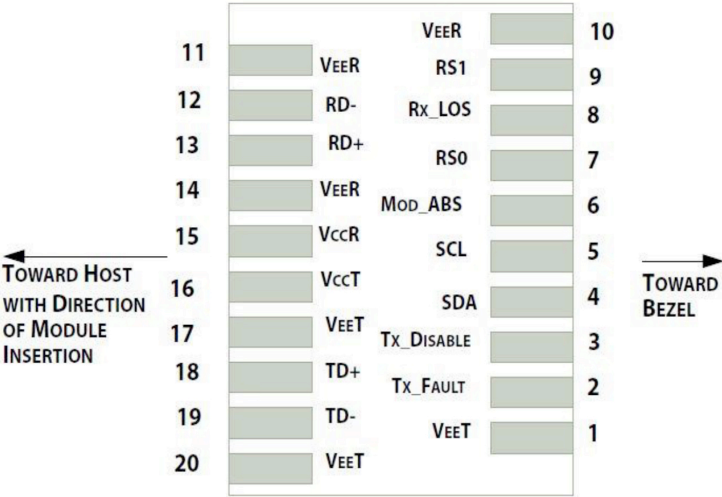 11 VEER
12 RD-
13 RD+
14 VEER
15 VCCR
16 VCCT
17 VEET
18 TD+
19 TD-
20 VEET
VEER 10
RS1 9
RX_LOS 8
RS0 7
MOD_ABS 6
SCL 5
SDA 4
TX_DISABLE 3
TX_FAULT 2
VEET 1
TOWARD HOST
WITH DIRECTION
OF MODULE
INSERTION
TOWARD
BEZEL